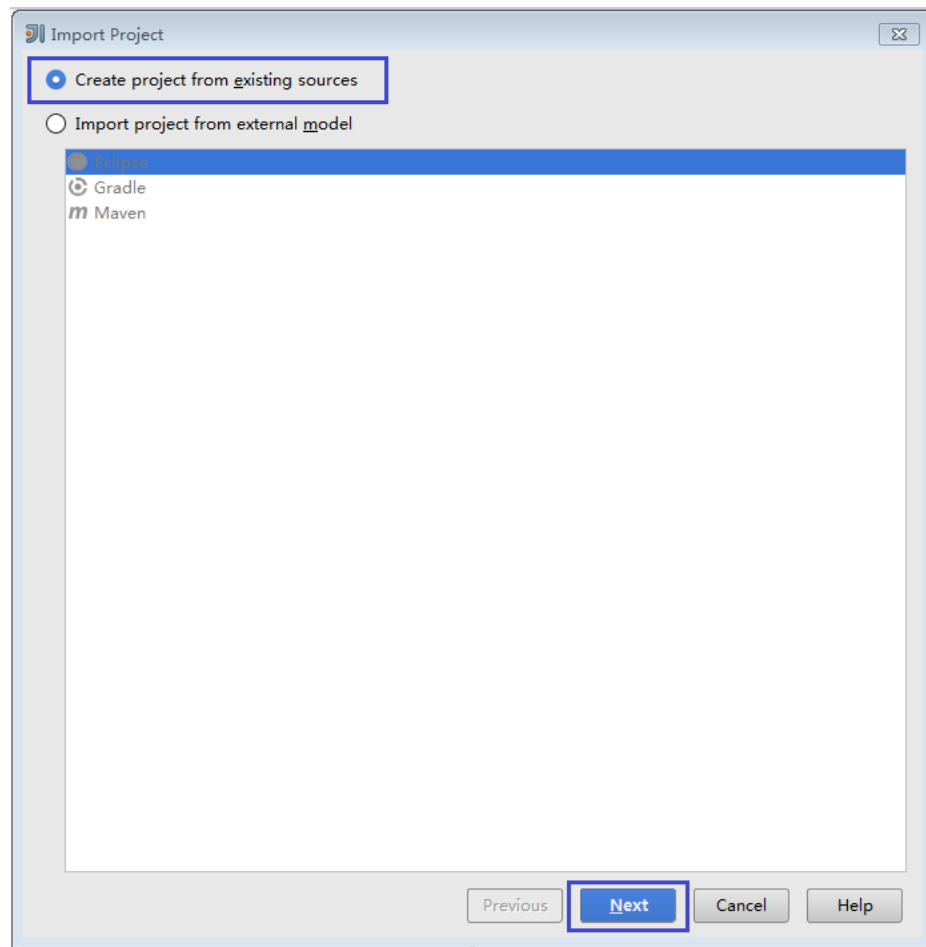 Import Project
Create project from existing sources
Import project from external model
Eclipse
Gradle
Maven
Previous Next Cancel Help